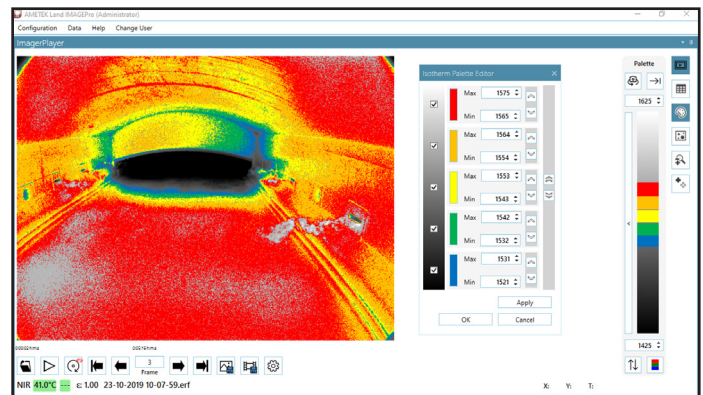 AMETEK Land IMAGEPro (Administrator)
Configuration Data Help Change User
ImagerPlayer
Isotherm Palette Editor
Max 1575
Min 1565
Max 1564
Min 1554
Max 1553
Min 1543
Max 1542
Min 1532
Max 1531
Min 1521
Apply
OK Cancel
Palette
1625
1425
00002hms 00516hms
3
Frame
NIR 41.0°C --- ε: 1.00 23-10-2019 10-07-59.erf X: Y: T: